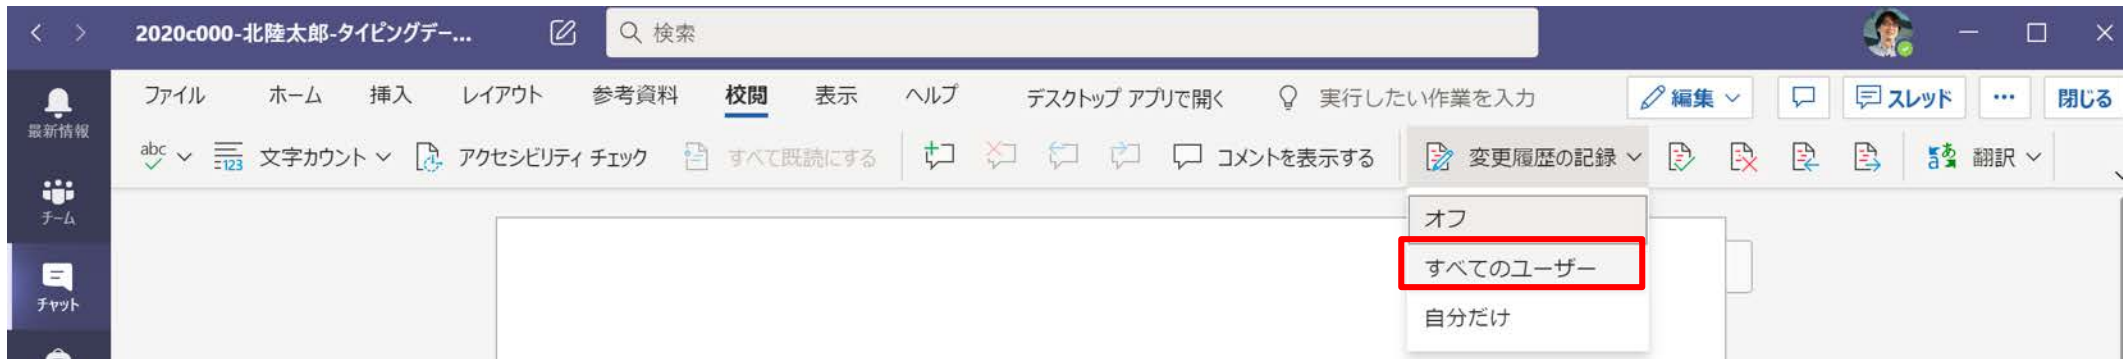 2020c000-北陸太郎-タイピングデー...
検索
ファイル ホーム 挿入 レイアウト 参考資料 校閲 表示 ヘルプ デスクトップ アプリで開く 実行したい作業を入力 編集 スレッド ... 閉じる
最新情報
abc 123 文字カウント アクセシビリティ チェック すべて既読にする コメントを表示する 変更履歴の記録 あ 翻訳
チーム
オフ
すべてのユーザー
チャット
自分だけ